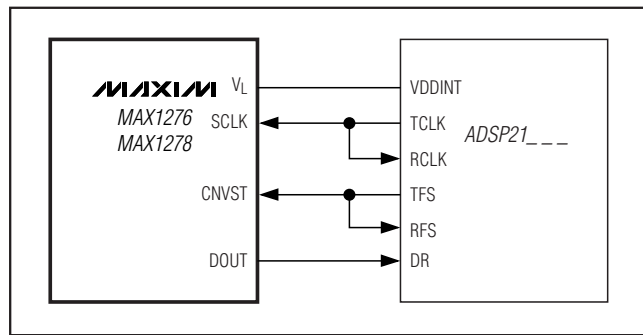 MAXIM
MAX1276
MAX1278
VL
SCLK
CNVST
DOUT
VDDINT
TCLK
RCLK
TFS
RFS
DR
ADSP21_ _ _